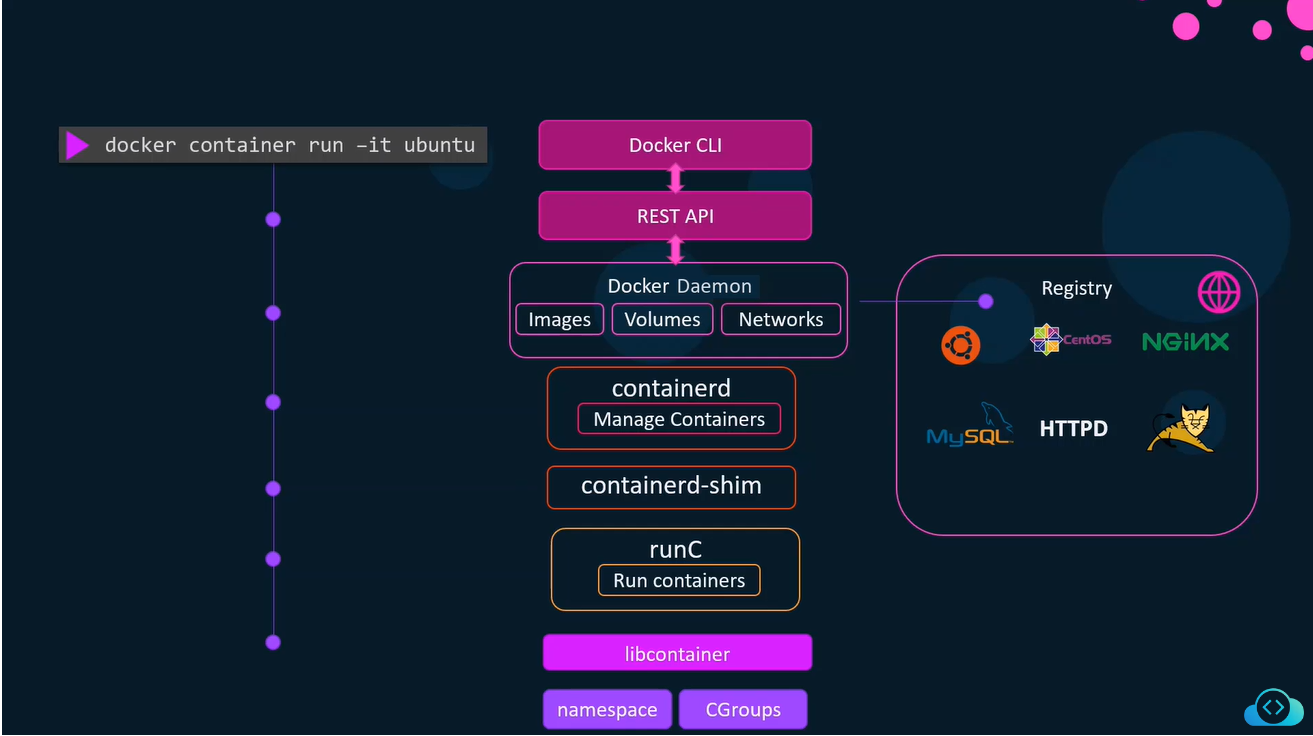 docker container run –it ubuntu
Docker CLI
REST API
Docker Daemon
Images
Volumes
Networks
containerd
Manage Containers
containerd-shim
runC
Run containers
libcontainer
namespace
CGroups
Registry
CentOS
NGINX
MySQL™
HTTPD